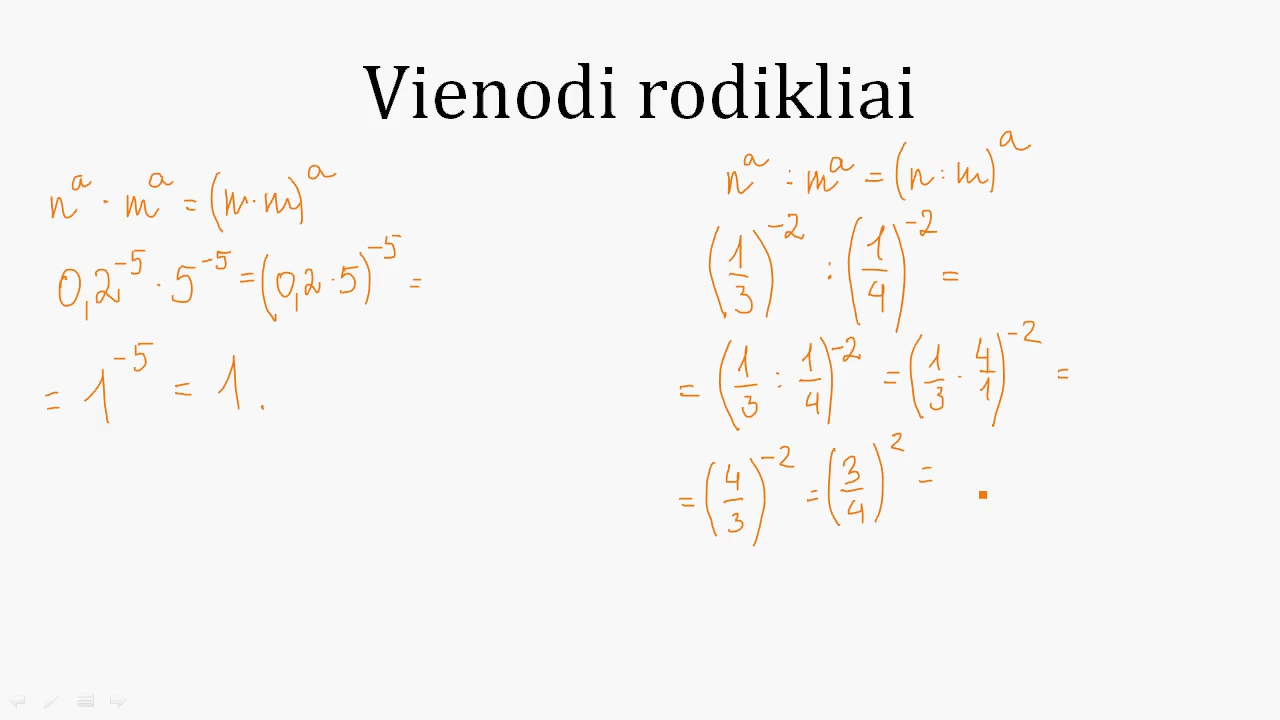 Vienodi rodikliai
n^a · m^a = (n·m)^a
0,2^-5 · 5^-5 = (0,2 · 5)^-5 =
= 1^-5 = 1.
n^a : m^a = (n : m)^a
(1/3)^-2 : (1/4)^-2 =
= (1/3 : 1/4)^-2 = (1/3 · 4/1)^-2 =
= (4/3)^-2 = (3/4)^2 =